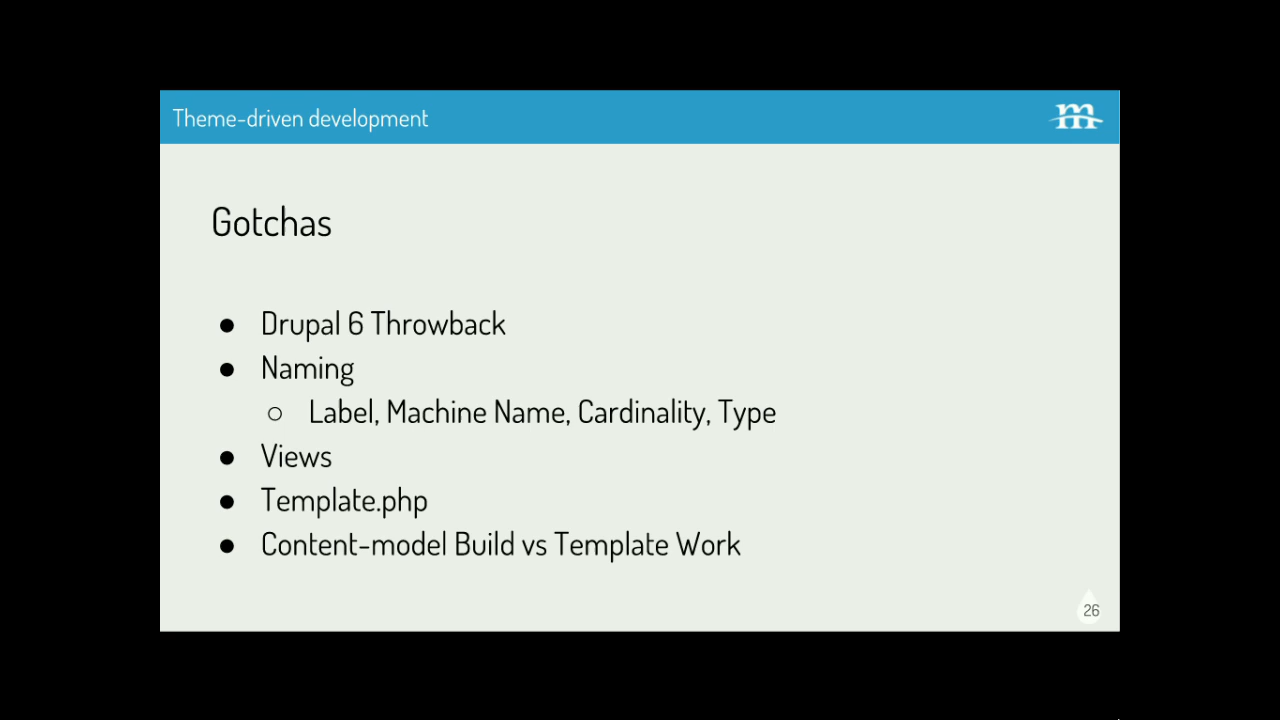 Theme-driven development
m
Gotchas
● Drupal 6 Throwback
● Naming
○ Label, Machine Name, Cardinality, Type
● Views
● Template.php
● Content-model Build vs Template Work
26